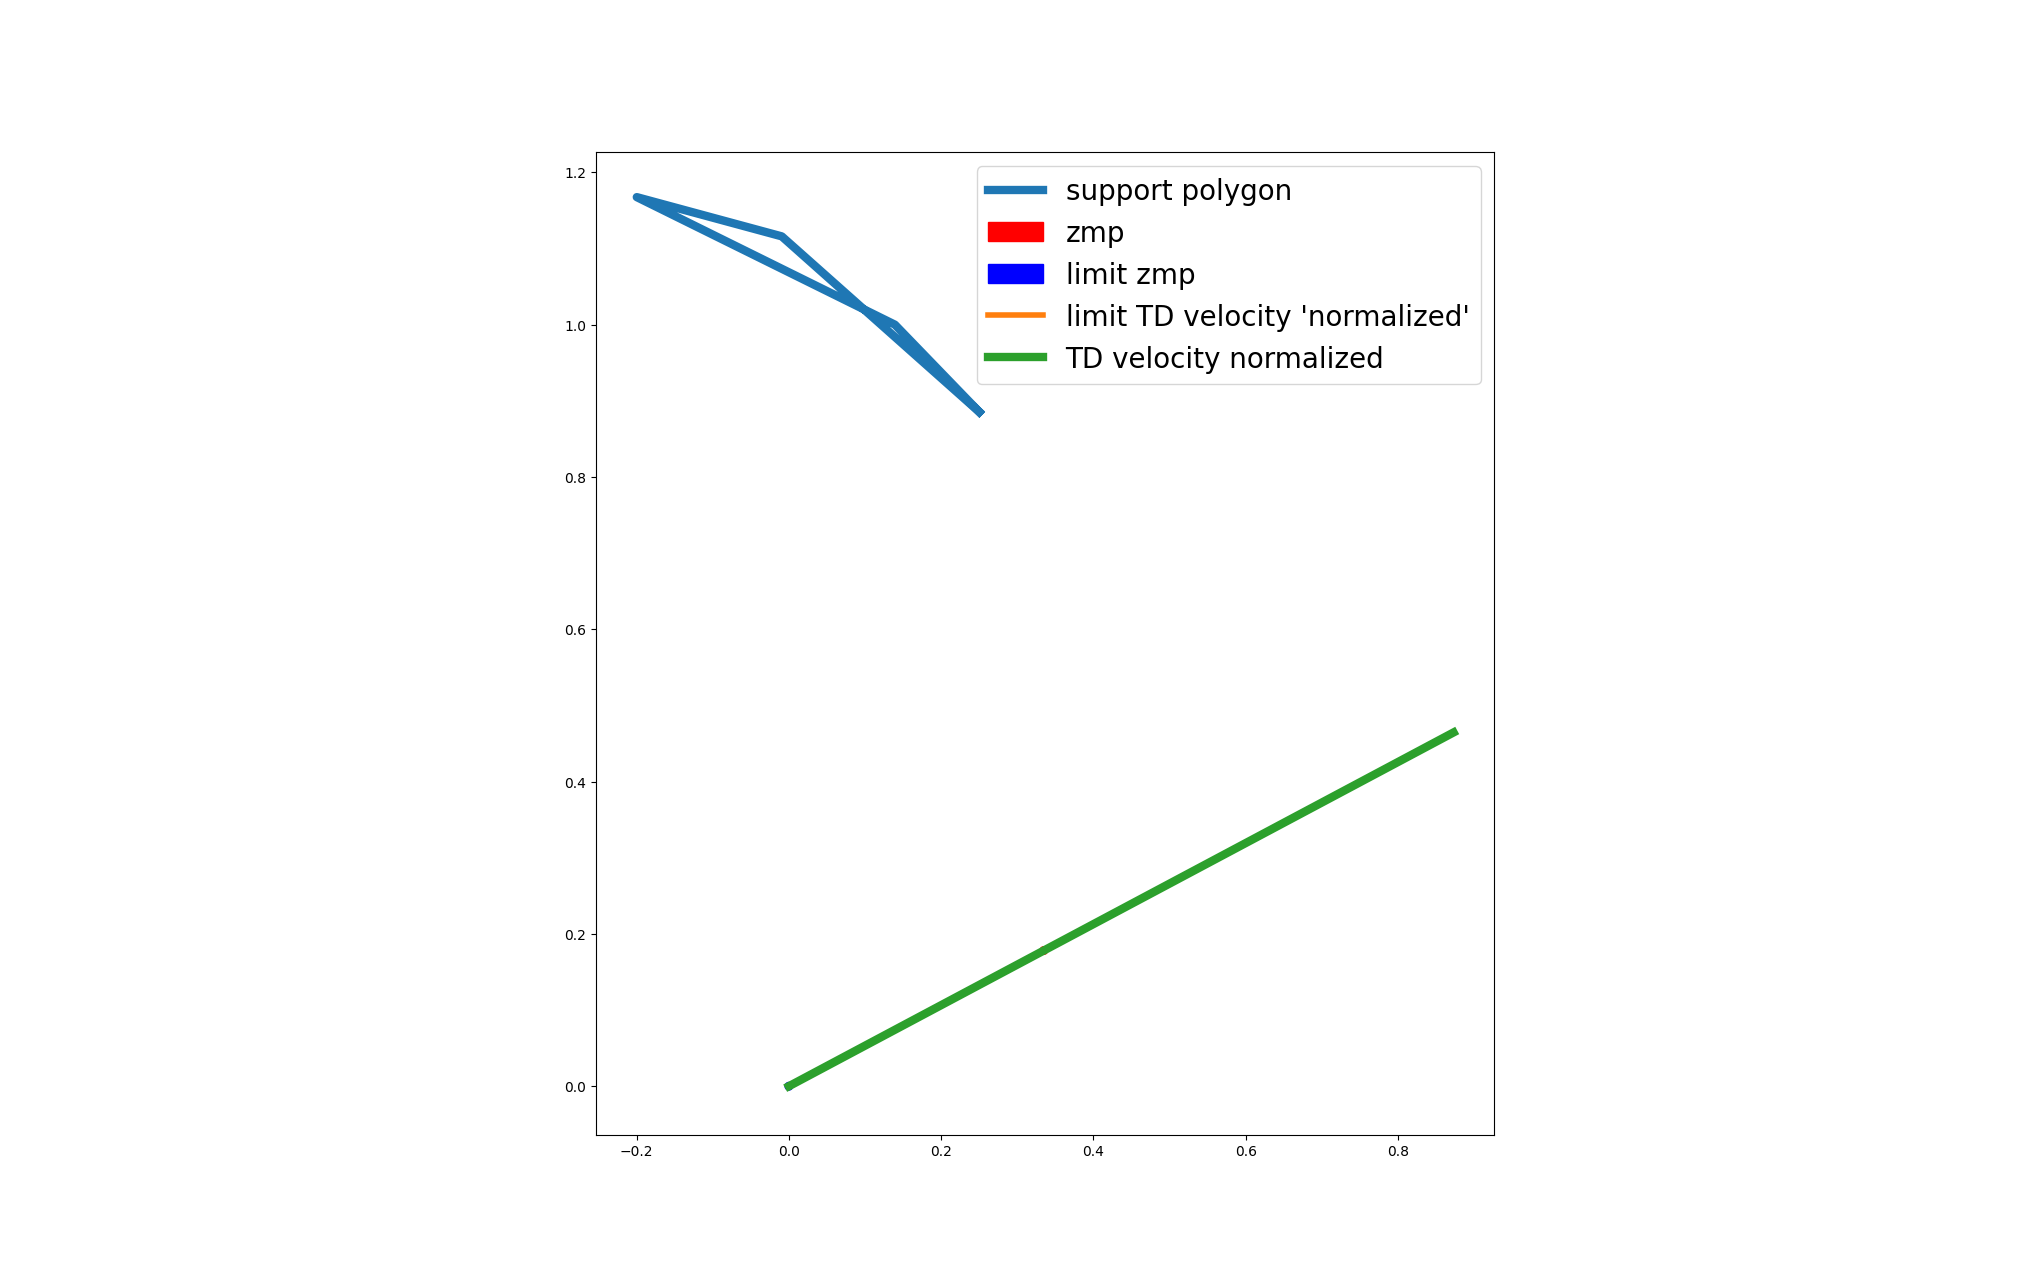 1.2
1.0
0.8
0.6
0.4
0.2
0.0
−0.2
0.0
0.2
0.4
0.6
0.8
support polygon
zmp
limit zmp
limit TD velocity 'normalized'
TD velocity normalized